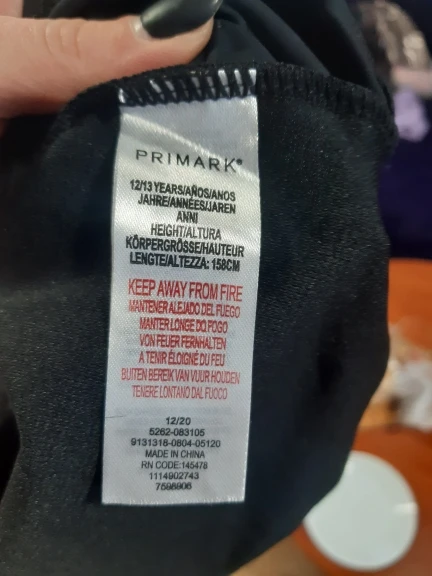 PRIMARK®
12/13 YEARS/AÑOS/ANOS
JAHRE/ANNÉES/JAREN
ANNI
HEIGHT/ALTURA
KÖRPERGRÖSSE/HAUTEUR
LENGTE/ALTEZZA: 158CM
KEEP AWAY FROM FIRE
MANTENER ALEJADO DEL FUEGO
MANTER LONGE DO FOGO
VON FEUER FERNHALTEN
A TENIR ÉLOIGNÉ DU FEU
BUITEN BEREIK VAN VUUR HOUDEN
TENERE LONTANO DAL FUOCO
12/20
5262-083105
9131318-0804-05120
MADE IN CHINA
RN CODE:145478
1114902743
7598906